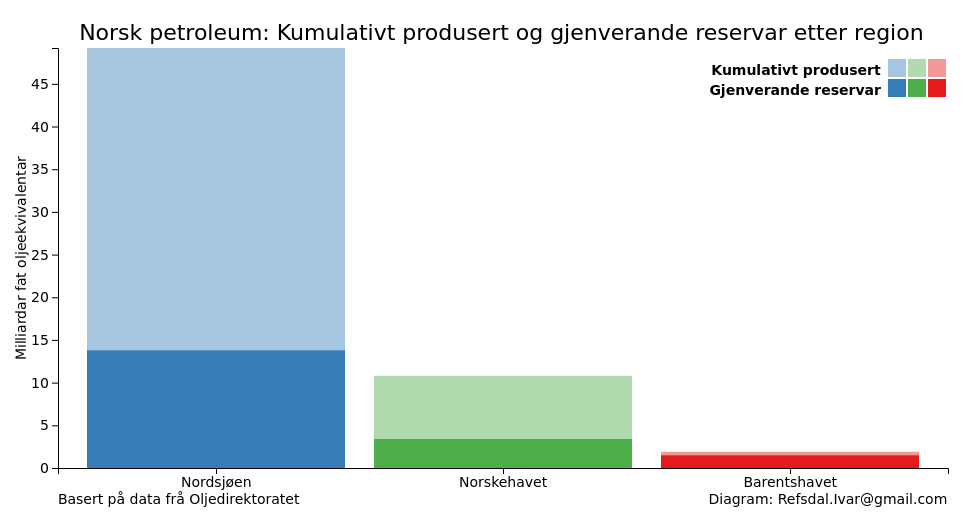 Norsk petroleum: Kumulativt produsert og gjenverande reservar etter region
Kumulativt produsert
Gjenverande reservar
Milliardar fat oljeekvivalentar
45
40
35
30
25
20
15
10
5
0
Nordsjøen
Norskehavet
Barentshavet
Basert på data frå Oljedirektoratet
Diagram: Refsdal.Ivar@gmail.com